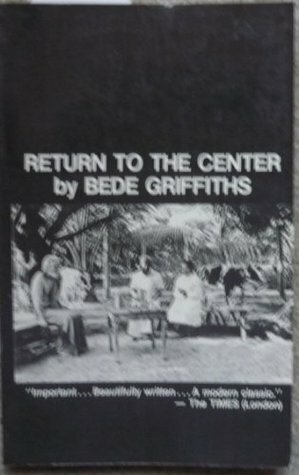 RETURN TO THE CENTER
by BEDE GRIFFITHS
"Important...Beautifully written...A modern classic."
— The TIMES (London)